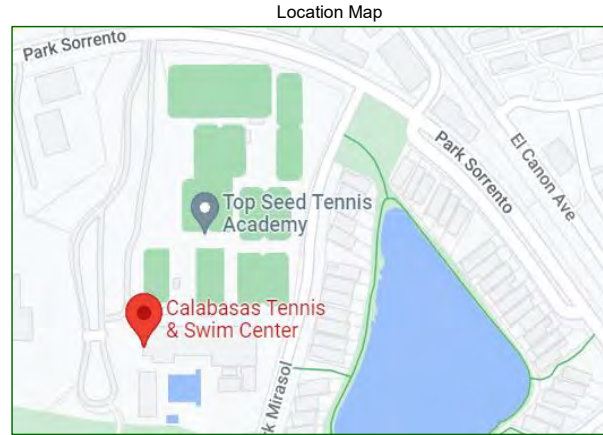 Location Map
Park Sorrento
El Canon Ave
Park Sorrento
Top Seed Tennis
Academy
Calabasas Tennis
& Swim Center
Mirasol